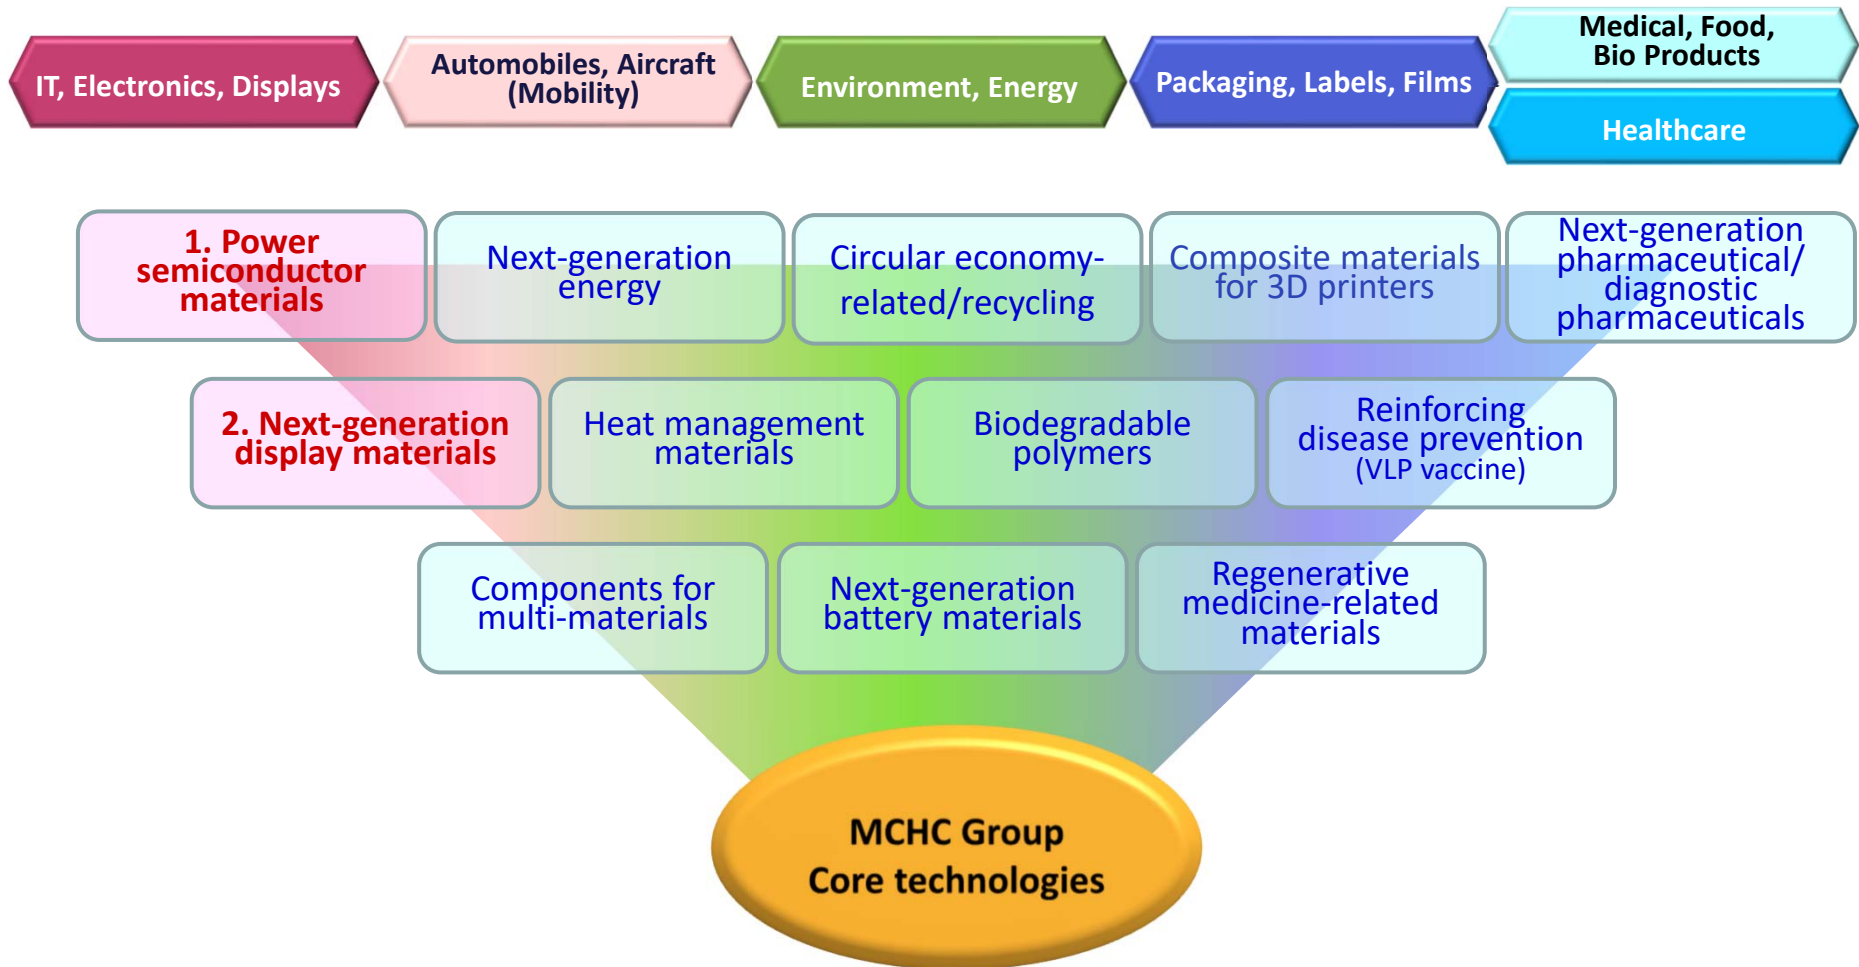 IT, Electronics, Displays
Automobiles, Aircraft
(Mobility)
Environment, Energy
Packaging, Labels, Films
Medical, Food,
Bio Products
Healthcare
1. Power
semiconductor
materials
Next-generation
energy
Circular economy-
related/recycling
Composite materials
for 3D printers
Next-generation
pharmaceutical/
diagnostic
pharmaceuticals
2. Next-generation
display materials
Heat management
materials
Biodegradable
polymers
Reinforcing
disease prevention
(VLP vaccine)
Components for
multi-materials
Next-generation
battery materials
Regenerative
medicine-related
materials
MCHC Group
Core technologies